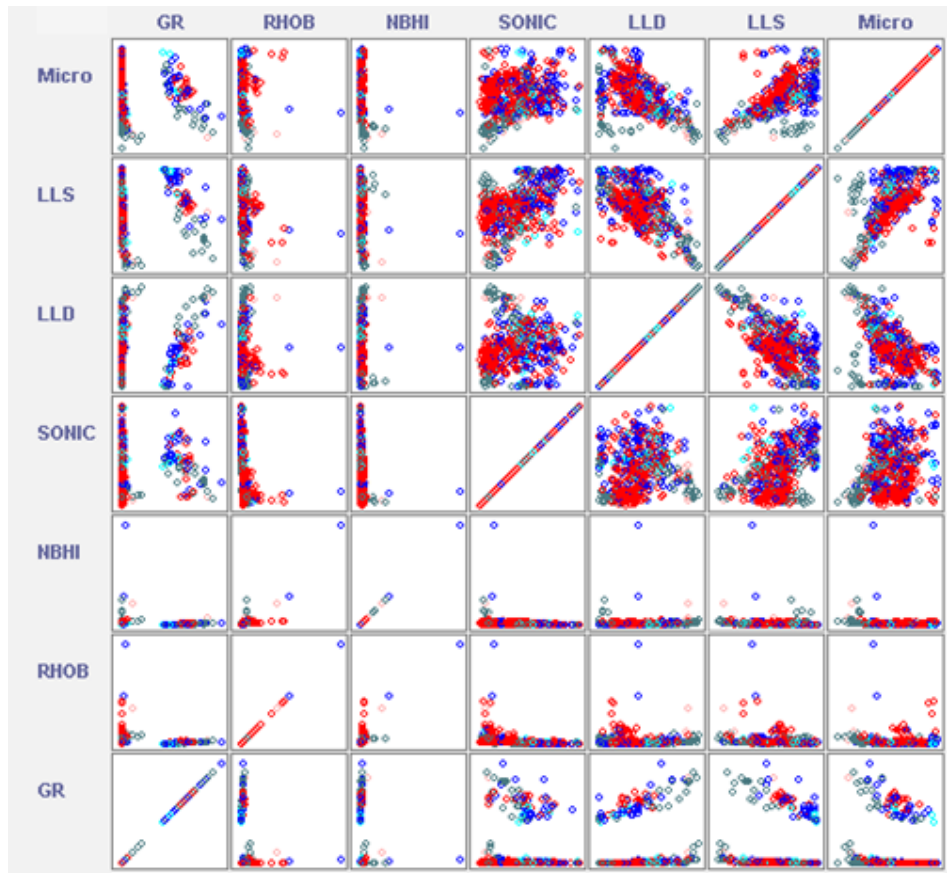 GR RHOB NBHI SONIC LLD LLS Micro
Micro
LLS
LLD
SONIC
NBHI
RHOB
GR